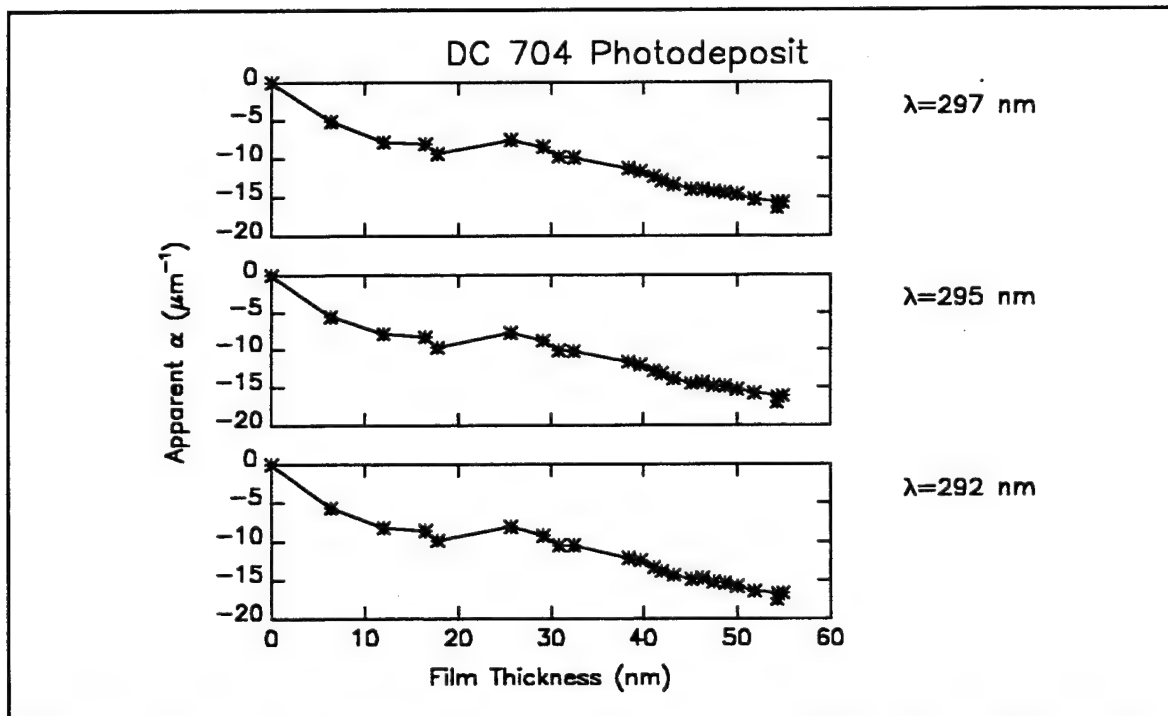 DC 704 Photodeposit
0
−5
−10
−15
−20
λ=297 nm
0
−5
−10
−15
−20
λ=295 nm
Apparent α (μm⁻¹)
0
−5
−10
−15
−20
λ=292 nm
0 10 20 30 40 50 60
Film Thickness (nm)